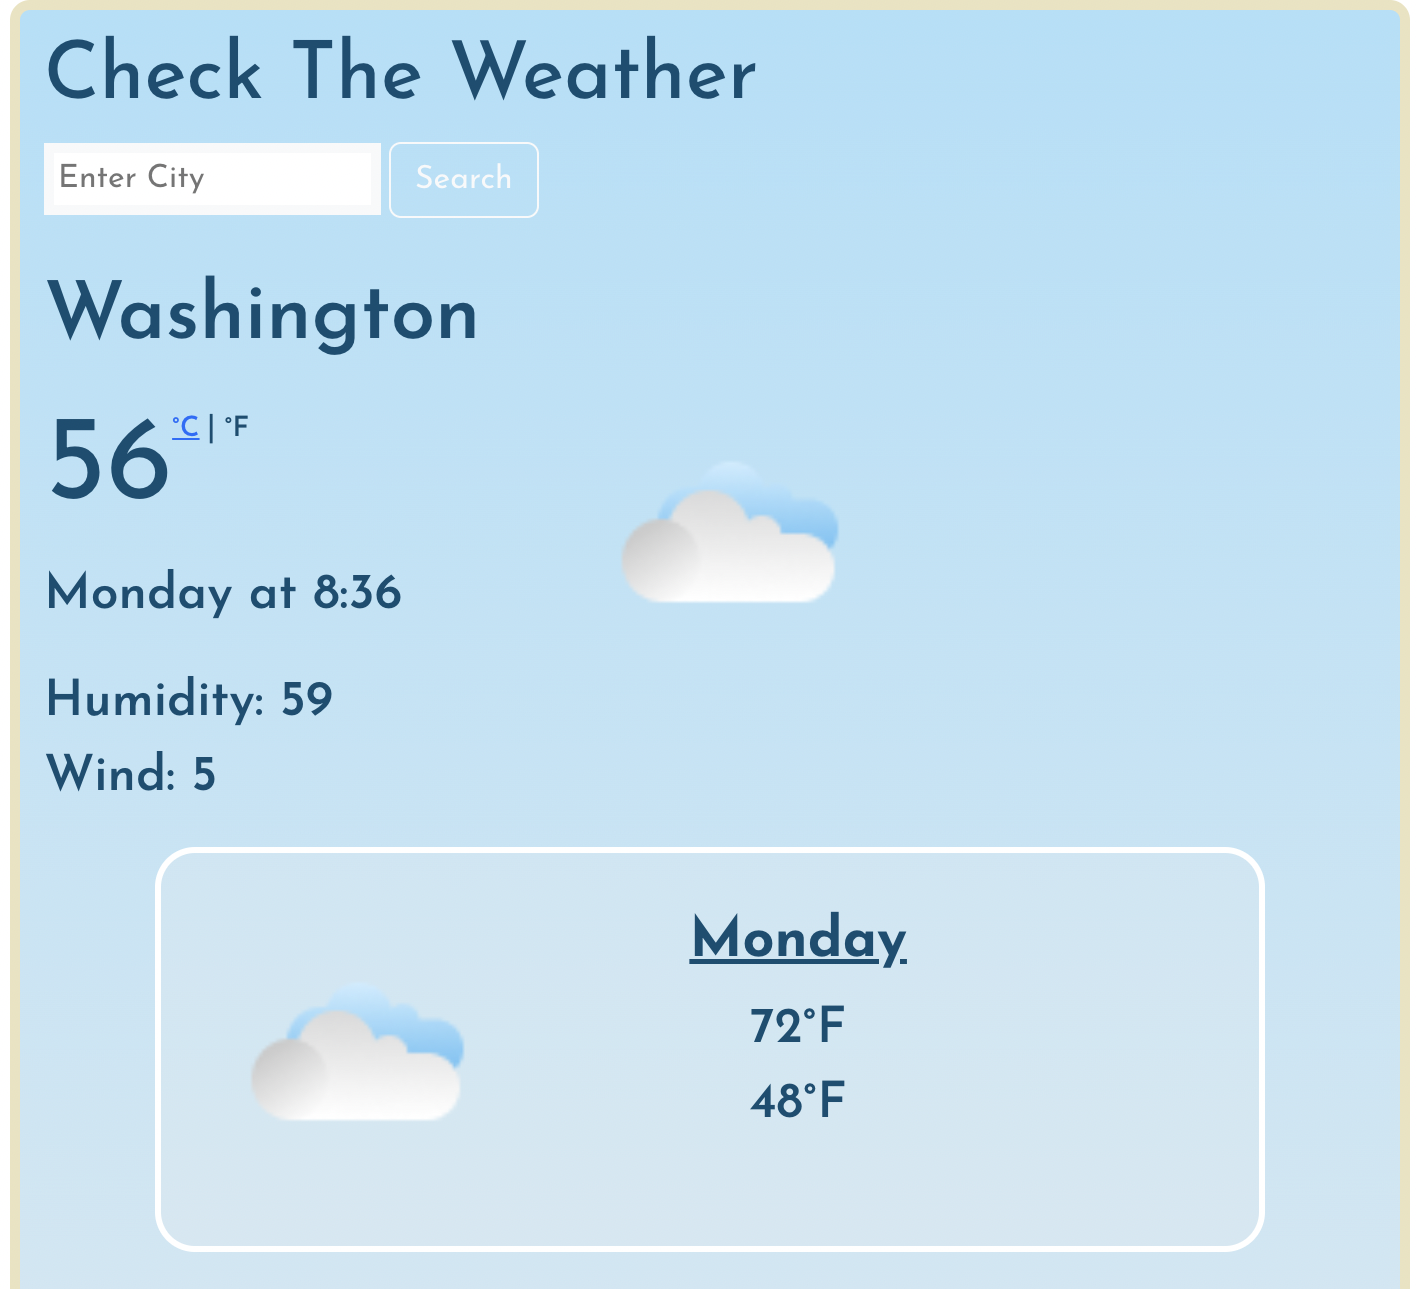 Check The Weather
Enter City Search
Washington
56 °C | °F
Monday at 8:36
Humidity: 59
Wind: 5
Monday
72°F
48°F